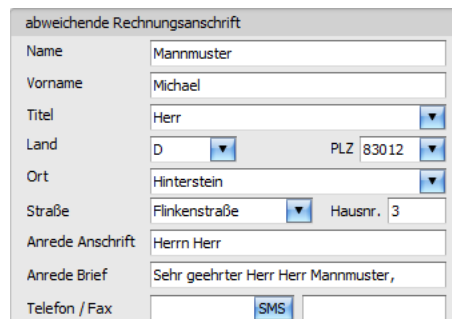 abweichende Rechnungsanschrift
Name Mannmuster
Vorname Michael
Titel Herr
Land D PLZ 83012
Ort Hinterstein
Straße Flinkenstraße Hausnr. 3
Anrede Anschrift Herrn Herr
Anrede Brief Sehr geehrter Herr Herr Mannmuster,
Telefon / Fax SMS